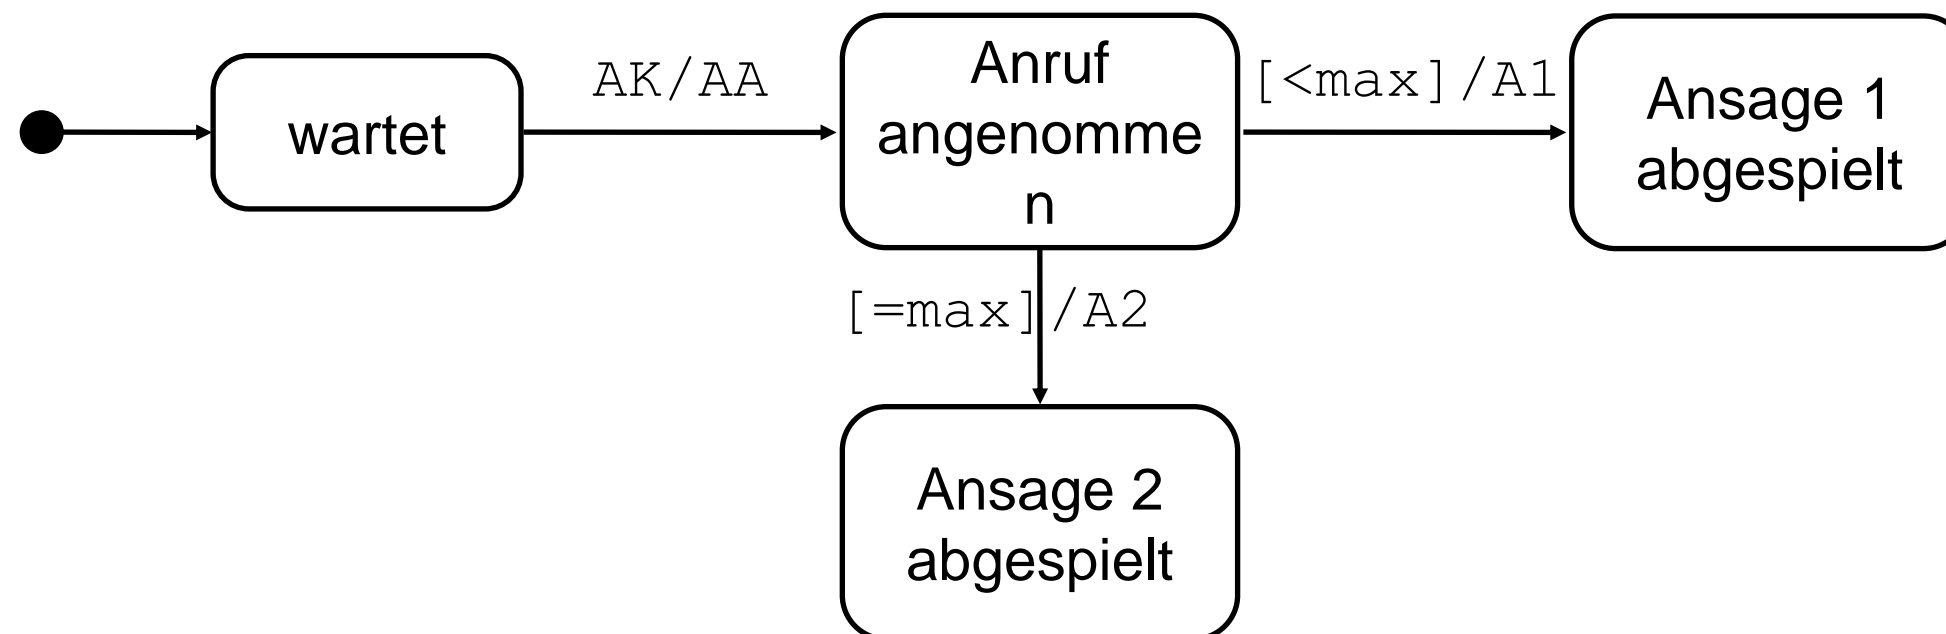 wartet
AK/AA
Anruf
angenomme
n
[<max]/A1
Ansage 1
abgespielt
[=max]/A2
Ansage 2
abgespielt